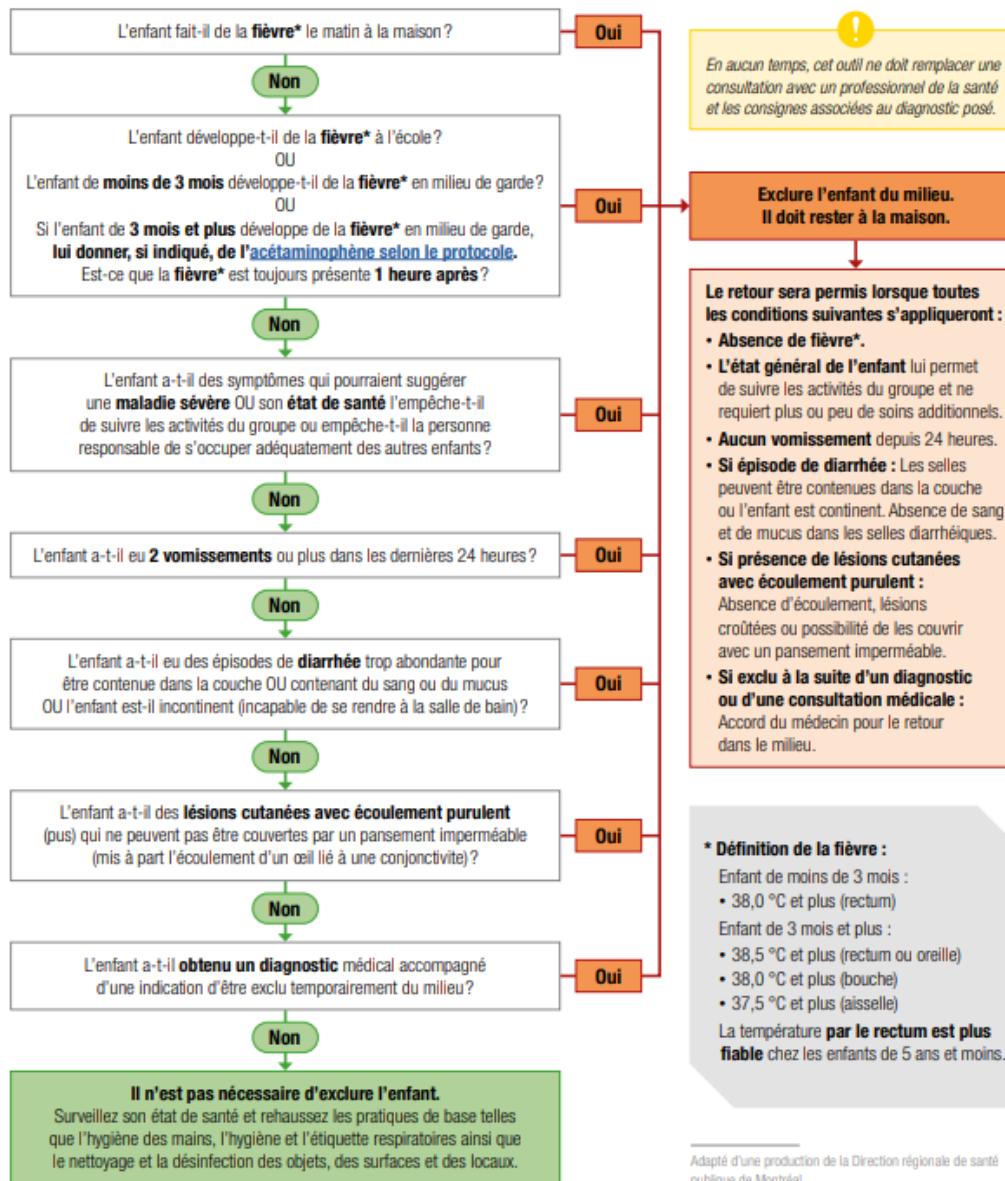 L'enfant fait-il de la fièvre* le matin à la maison ?
Oui
Non
L'enfant développe-t-il de la fièvre* à l'école ?
OU
L'enfant de moins de 3 mois développe-t-il de la fièvre* en milieu de garde ?
OU
Si l'enfant de 3 mois et plus développe de la fièvre* en milieu de garde,
lui donner, si indiqué, de l'acétaminophène selon le protocole.
Est-ce que la fièvre* est toujours présente 1 heure après ?
Oui
Non
L'enfant a-t-il des symptômes qui pourraient suggérer
une maladie sévère OU son état de santé l'empêche-t-il
de suivre les activités du groupe ou empêche-t-il la personne
responsable de s'occuper adéquatement des autres enfants ?
Oui
Non
L'enfant a-t-il eu 2 vomissements ou plus dans les dernières 24 heures ?
Oui
Non
L'enfant a-t-il eu des épisodes de diarrhée trop abondante pour
être contenue dans la couche OU contenant du sang ou du mucus
OU l'enfant est-il incontinent (incapable de se rendre à la salle de bain) ?
Oui
Non
L'enfant a-t-il des lésions cutanées avec écoulement purulent
(pus) qui ne peuvent pas être couvertes par un pansement imperméable
(mis à part l'écoulement d'un œil lié à une conjonctivite) ?
Oui
Non
L'enfant a-t-il obtenu un diagnostic médical accompagné
d'une indication d'être exclu temporairement du milieu ?
Oui
Non
Il n'est pas nécessaire d'exclure l'enfant.
Surveillez son état de santé et rehaussez les pratiques de base telles
que l'hygiène des mains, l'hygiène et l'étiquette respiratoires ainsi que
le nettoyage et la désinfection des objets, des surfaces et des locaux.
!
En aucun temps, cet outil ne doit remplacer une
consultation avec un professionnel de la santé
et les consignes associées au diagnostic posé.
Exclure l'enfant du milieu.
Il doit rester à la maison.
Le retour sera permis lorsque toutes
les conditions suivantes s'appliqueront :
• Absence de fièvre*.
• L'état général de l'enfant lui permet
de suivre les activités du groupe et ne
requiert plus ou peu de soins additionnels.
• Aucun vomissement depuis 24 heures.
• Si épisode de diarrhée : Les selles
peuvent être contenues dans la couche
ou l'enfant est continent. Absence de sang
et de mucus dans les selles diarrhéiques.
• Si présence de lésions cutanées
avec écoulement purulent :
Absence d'écoulement, lésions
croûtées ou possibilité de les couvrir
avec un pansement imperméable.
• Si exclu à la suite d'un diagnostic
ou d'une consultation médicale :
Accord du médecin pour le retour
dans le milieu.
* Définition de la fièvre :
Enfant de moins de 3 mois :
• 38,0 °C et plus (rectum)
Enfant de 3 mois et plus :
• 38,5 °C et plus (rectum ou oreille)
• 38,0 °C et plus (bouche)
• 37,5 °C et plus (aisselle)
La température par le rectum est plus
fiable chez les enfants de 5 ans et moins.
Adapté d'une production de la Direction régionale de santé
publique de Montréal